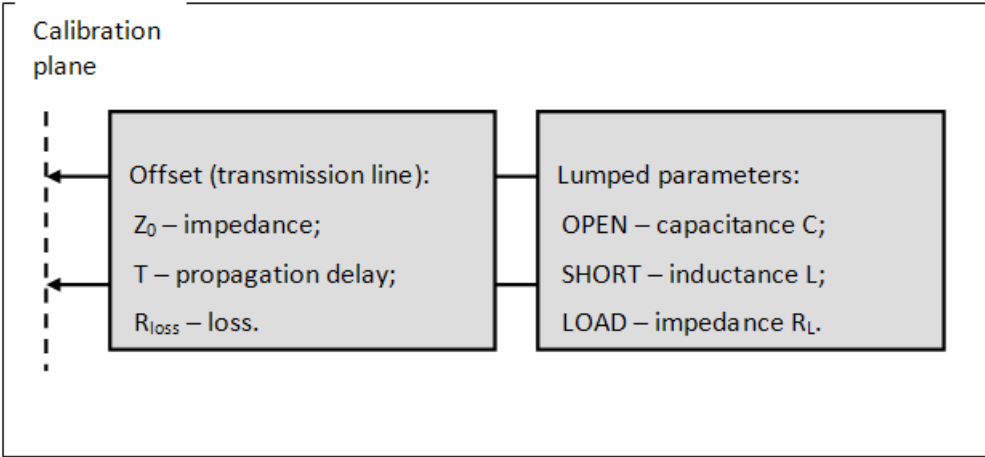 Calibration
plane
Offset (transmission line):
Z₀ – impedance;
T – propagation delay;
Rₗₒₛₛ – loss.
Lumped parameters:
OPEN – capacitance C;
SHORT – inductance L;
LOAD – impedance R_L.